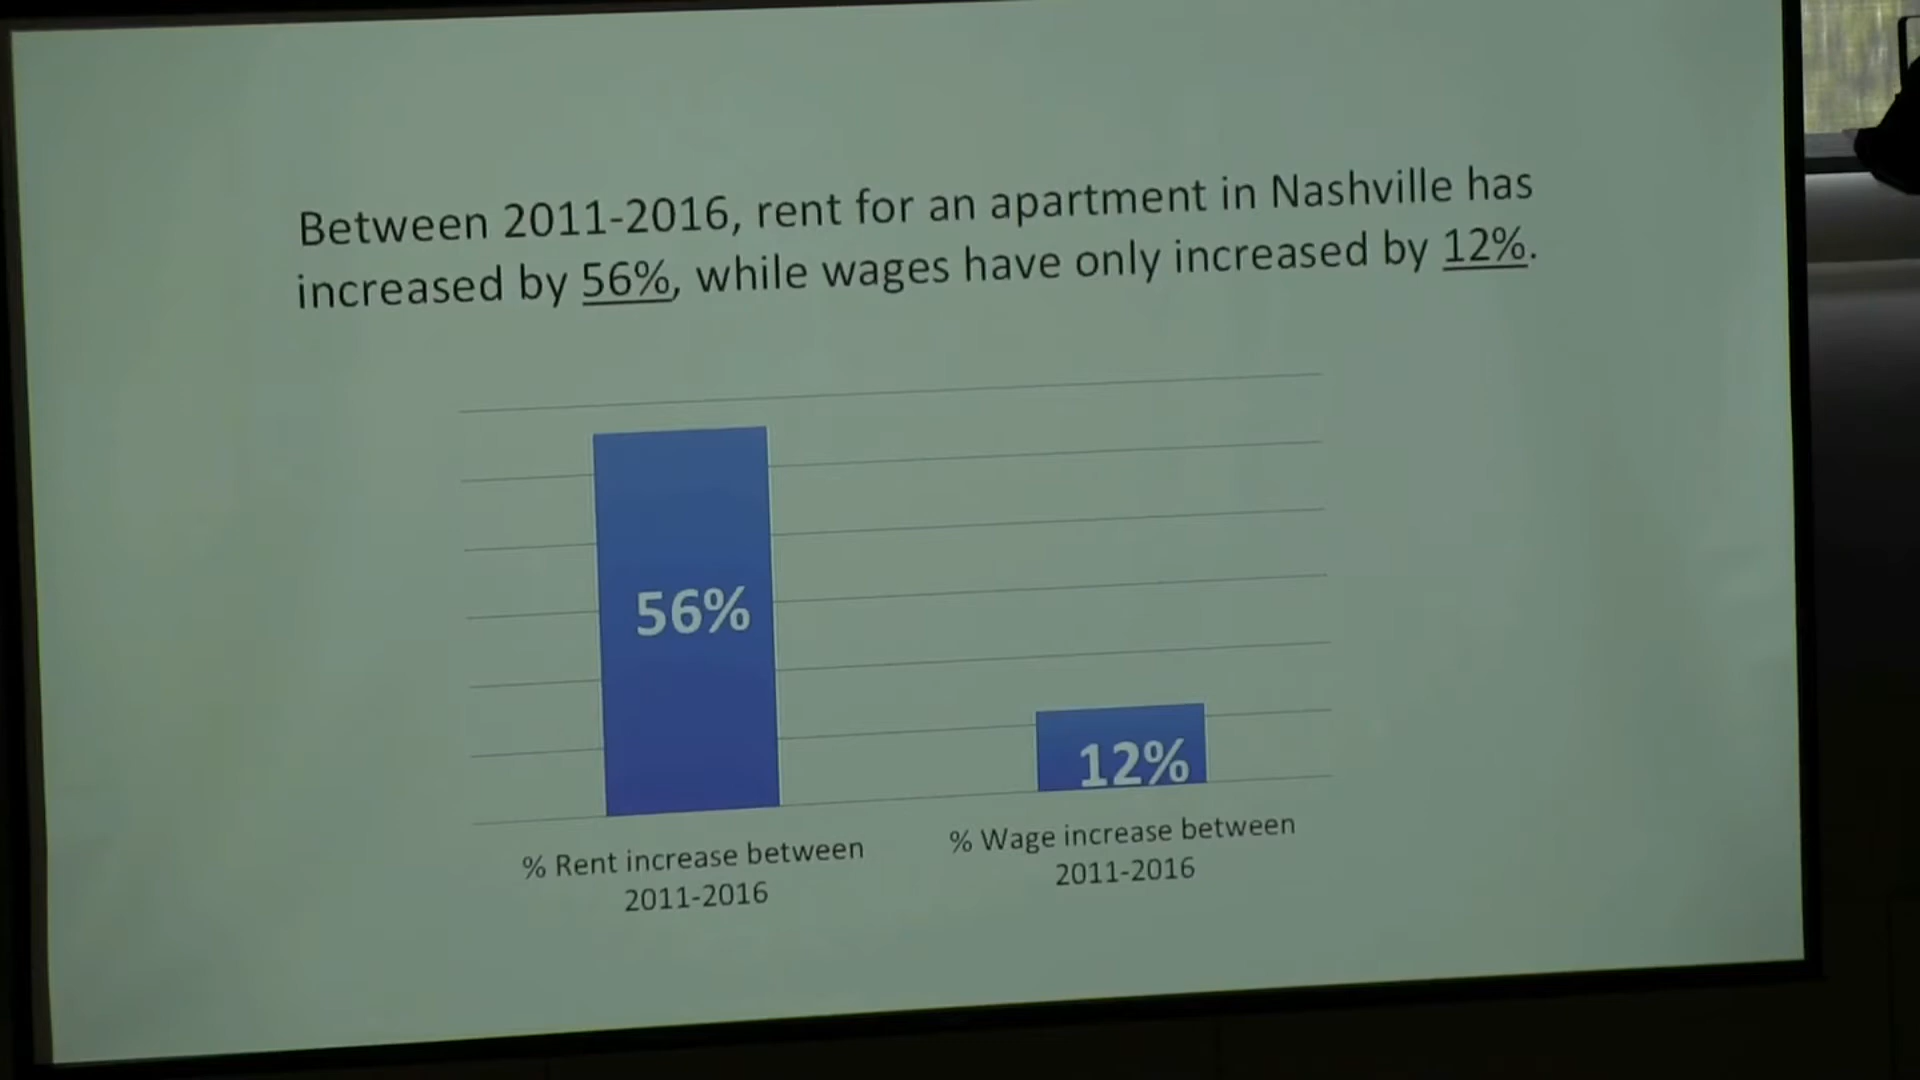 Between 2011-2016, rent for an apartment in Nashville has
increased by 56%, while wages have only increased by 12%.
56%
12%
% Rent increase between
2011-2016
% Wage increase between
2011-2016